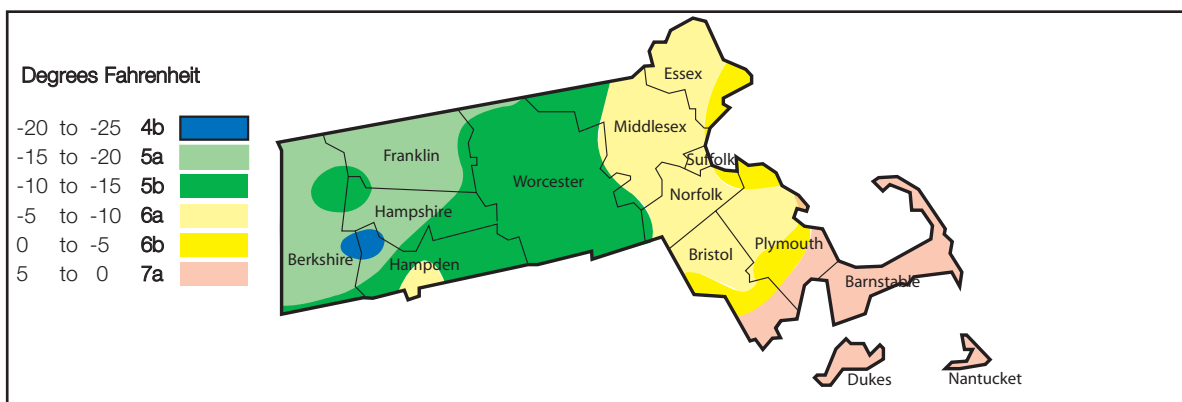 Degrees Fahrenheit
-20 to -25 4b
-15 to -20 5a
-10 to -15 5b
-5 to -10 6a
0 to -5 6b
5 to 0 7a
Essex
Middlesex
Franklin
Suffolk
Worcester
Norfolk
Hampshire
Plymouth
Bristol
Berkshire
Hampden
Barnstable
Dukes
Nantucket